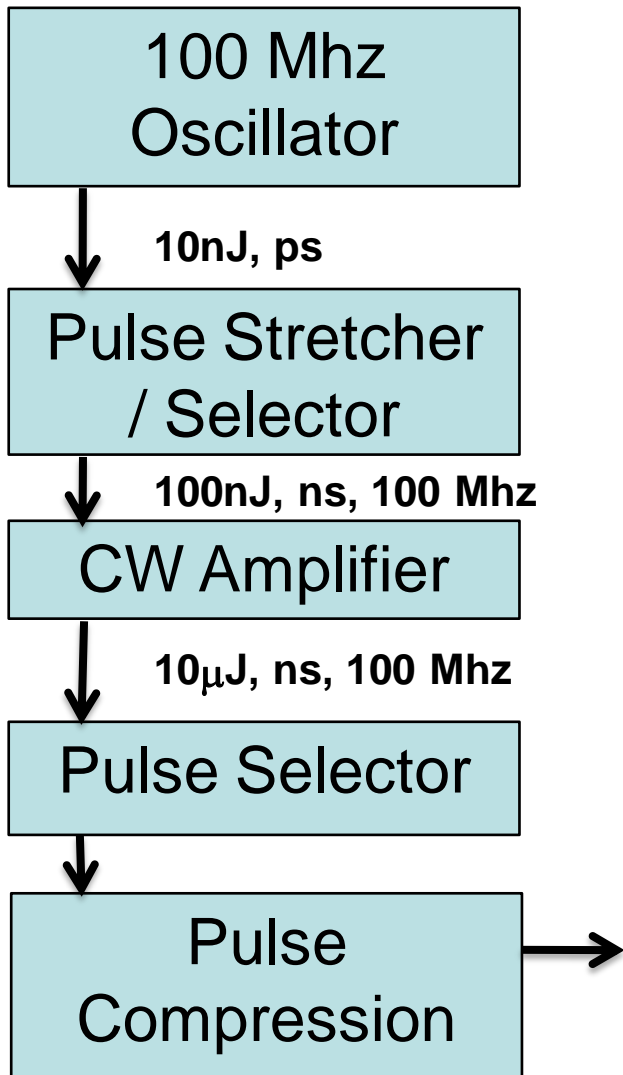 100 Mhz
Oscillator
10nJ, ps
Pulse Stretcher
/ Selector
100nJ, ns, 100 Mhz
CW Amplifier
10μJ, ns, 100 Mhz
Pulse Selector
Pulse
Compression